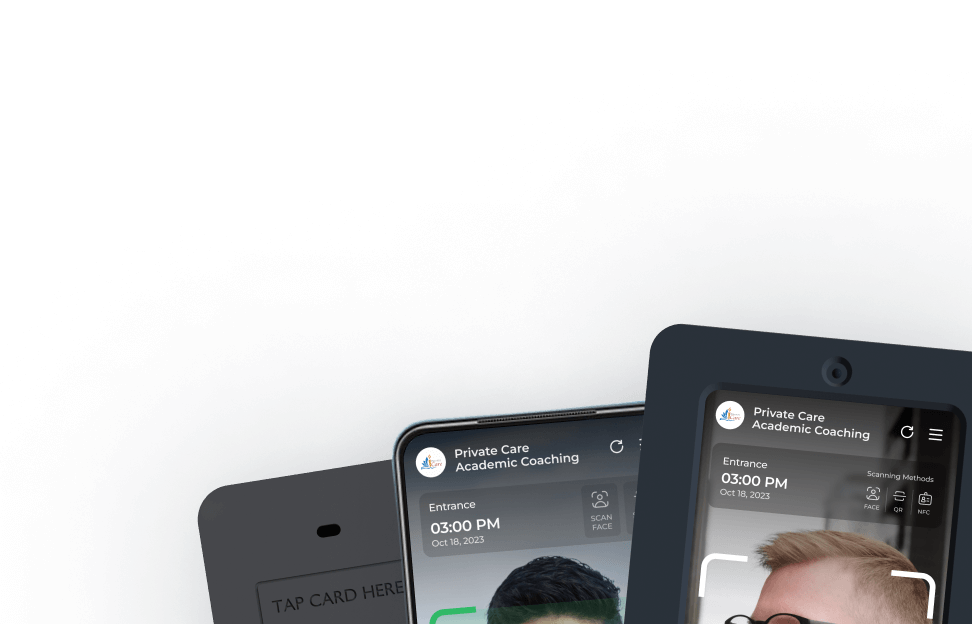 Private Care
Academic Coaching
Entrance
03:00 PM
Oct 18, 2023
SCAN
FACE
TAP CARD HERE
Private Care
Academic Coaching
Entrance
03:00 PM
Oct 18, 2023
Scanning Methods
FACE
QR
NFC